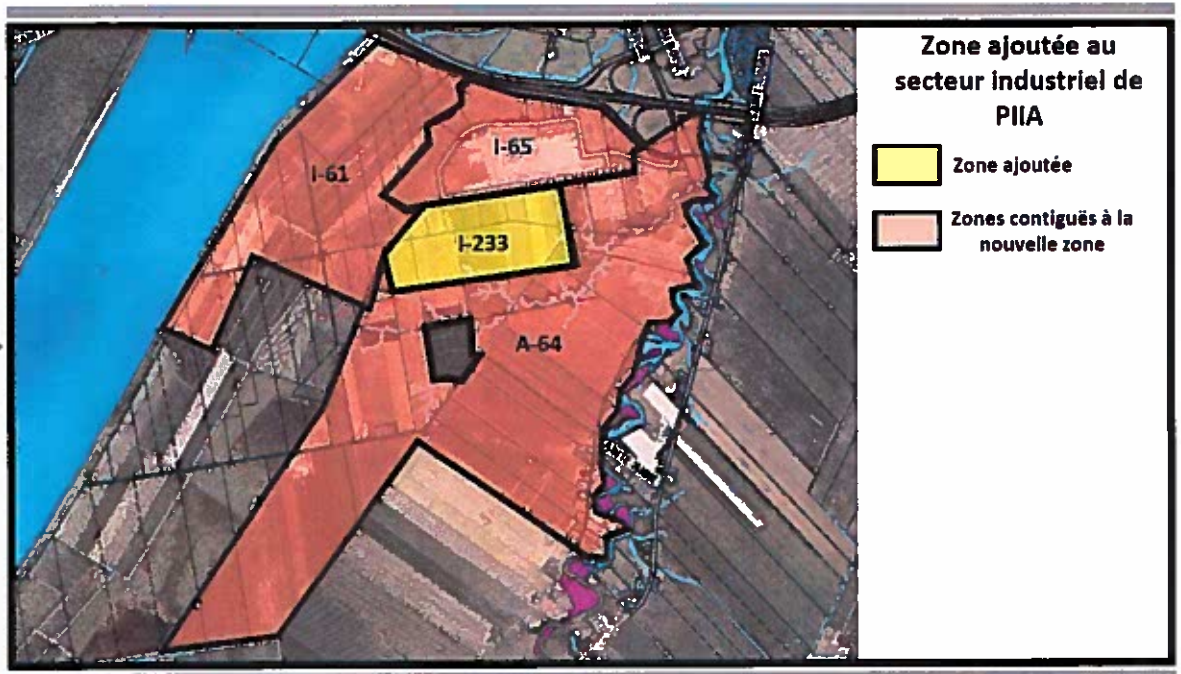 Zone ajoutée au
secteur industriel de
PIIA
Zone ajoutée
Zones contiguës à la
nouvelle zone
I-65
I-61
I-233
A-64